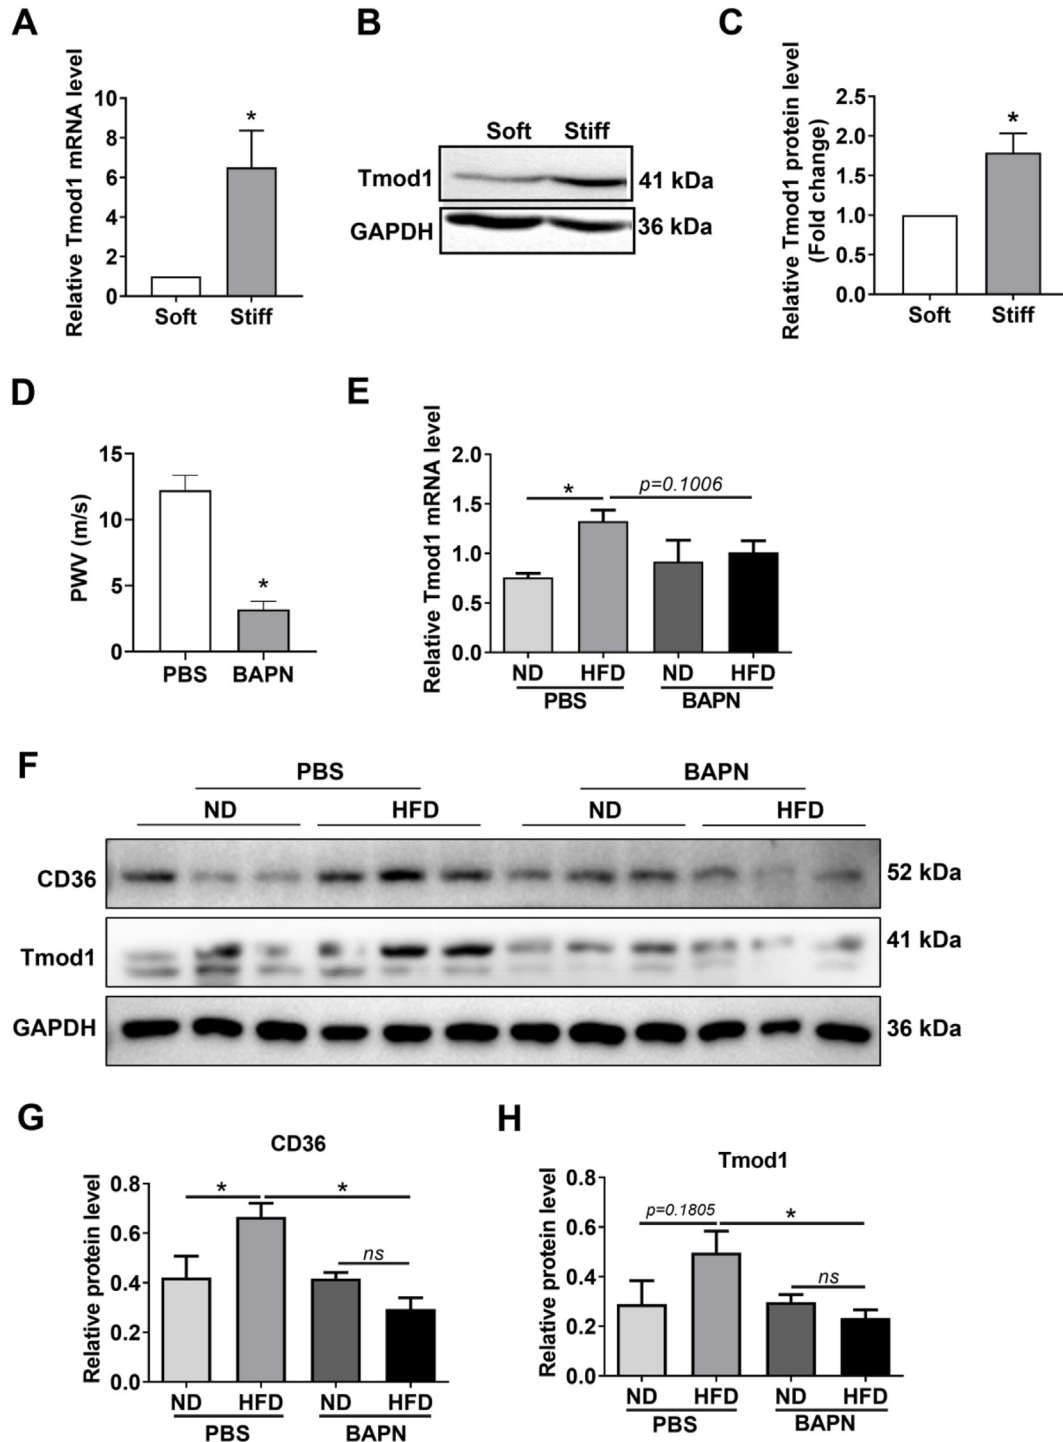 A
Relative Tmod1 mRNA level
10
8
6
4
2
0
*
Soft Stiff
B
Soft Stiff
Tmod1 41 kDa
GAPDH 36 kDa
C
Relative Tmod1 protein level
(Fold change)
2.5
2.0
1.5
1.0
0.5
0.0
*
Soft Stiff
D
PWV (m/s)
15
10
5
0
*
PBS BAPN
E
Relative Tmod1 mRNA level
2.0
1.5
1.0
0.5
0.0
* p=0.1006
ND HFD ND HFD
PBS BAPN
F
PBS BAPN
ND HFD ND HFD
CD36 52 kDa
Tmod1 41 kDa
GAPDH 36 kDa
G
CD36
Relative protein level
0.8
0.6
0.4
0.2
0.0
* *
ns
ND HFD ND HFD
PBS BAPN
H
Tmod1
Relative protein level
0.8
0.6
0.4
0.2
0.0
p=0.1805 *
ns
ND HFD ND HFD
PBS BAPN